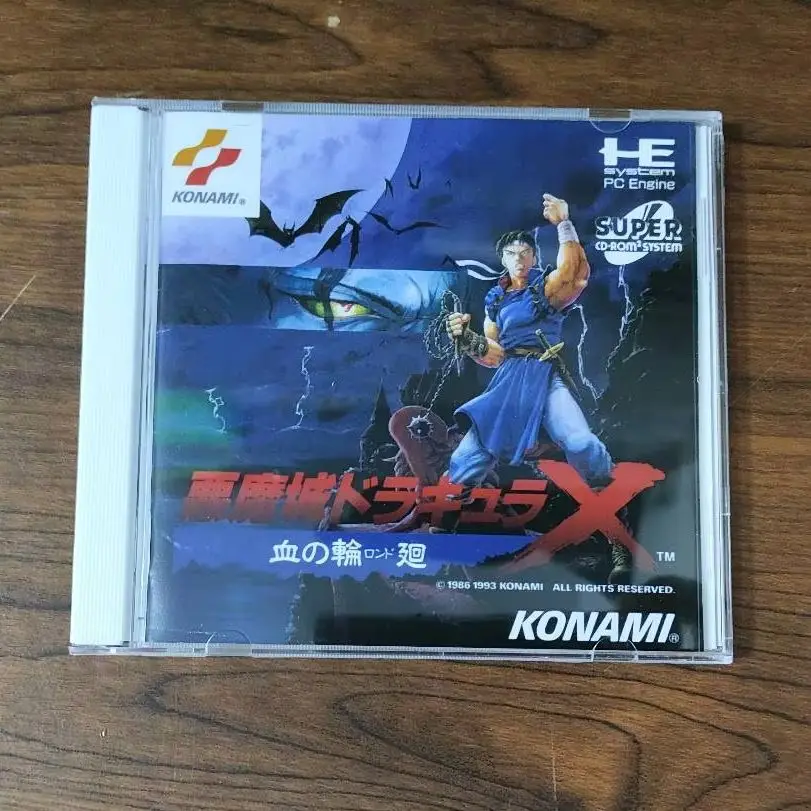 KONAMI®
HE
system
PC Engine
SUPER
CD-ROM² SYSTEM
悪魔城ドラキュラX
血の輪ロンド廻
TM
© 1986 1993 KONAMI ALL RIGHTS RESERVED.
KONAMI®